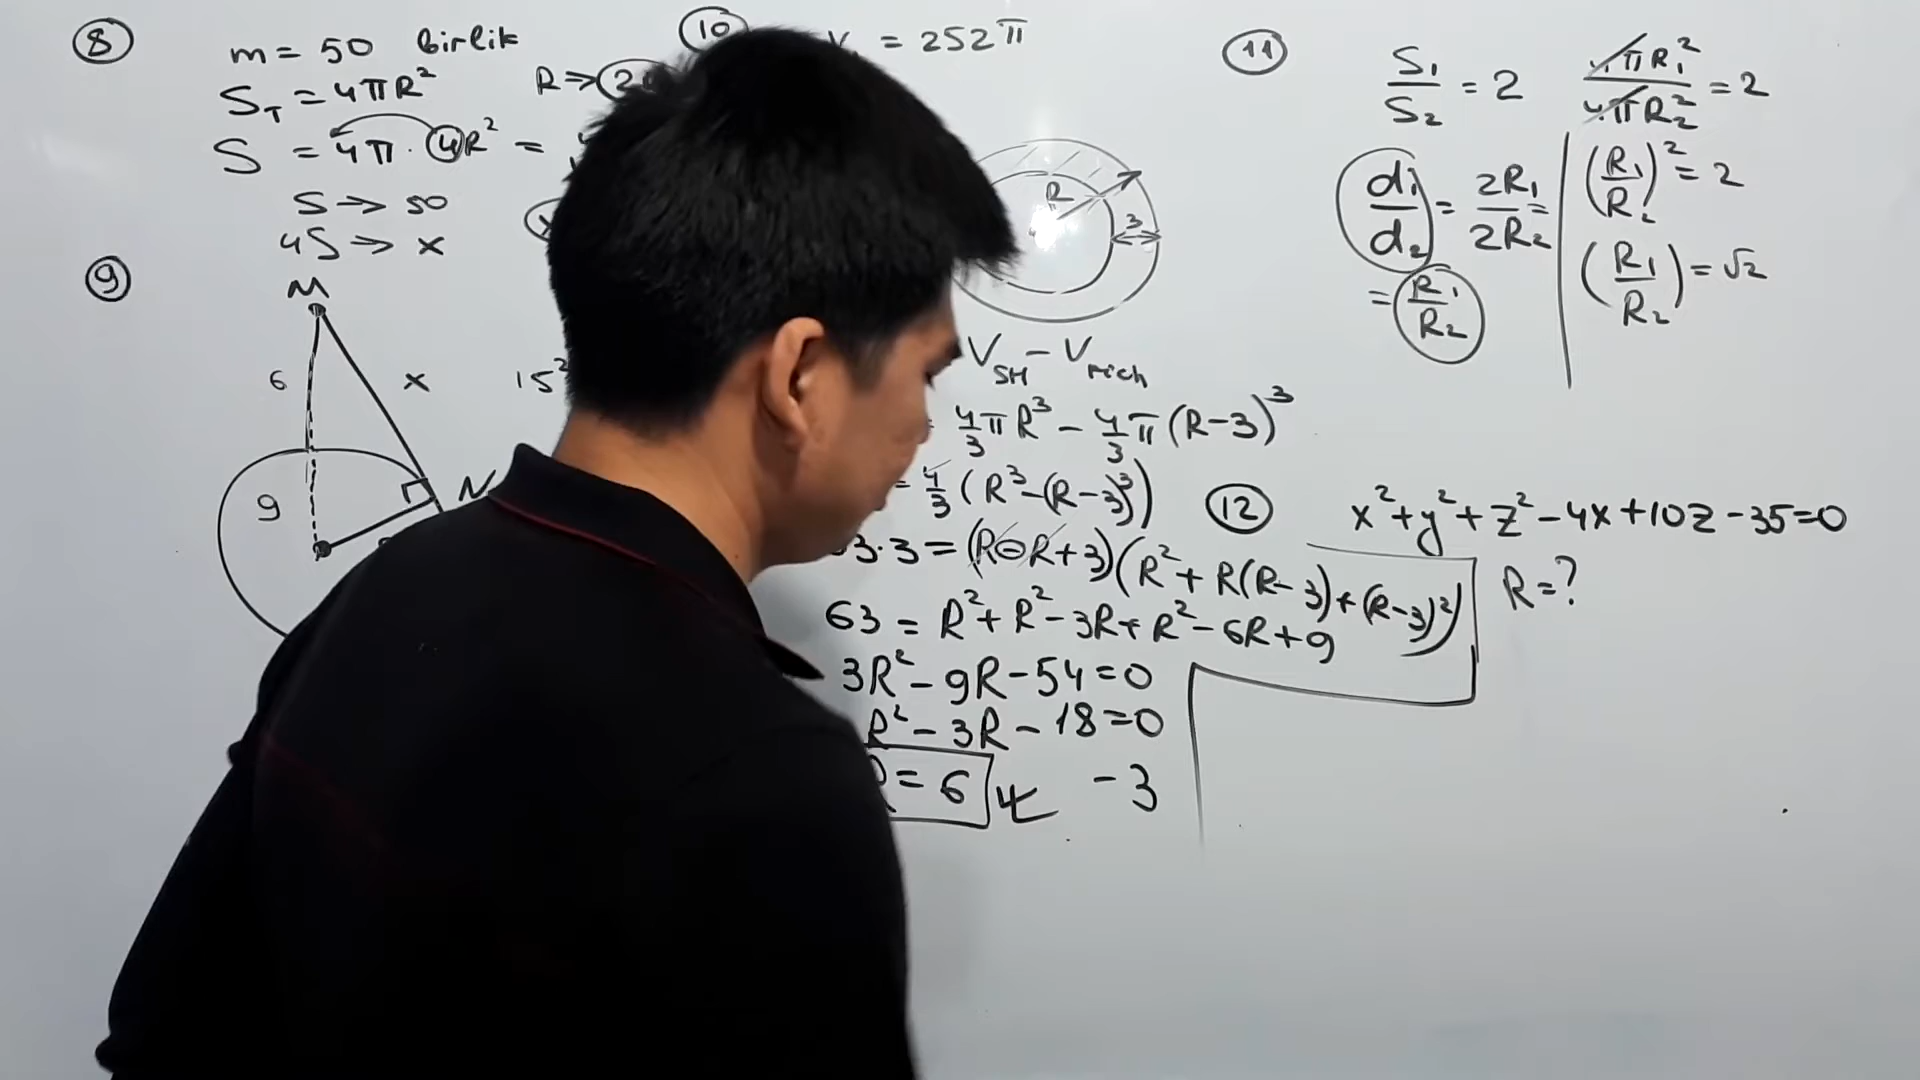 8
m = 50 birlik
S_T = 4πR²
R ⇒
S = 4π · 4R² =
S → 50
4S → x
9
M
6
x
15²
9
N
10
= 252π
R
3
V_SH − V_
4/3 πR³ − 4/3 π (R−3)³
= 4/3 (R³ − (R−3)³)
3·3 = (R − R + 3)(R² + R(R−3) + (R−3)²)
63 = R² + R² − 3R + R² − 6R + 9
3R² − 9R − 54 = 0
R² − 3R − 18 = 0
R = 6
− 3
11
S₁/S₂ = 2
4πR₁²/4πR₂² = 2
d₁/d₂ = 2R₁/2R₂ =
(R₁/R₂)² = 2
= R₁/R₂
(R₁/R₂) = √2
12
x² + y² + z² − 4x + 10z − 35 = 0
R = ?